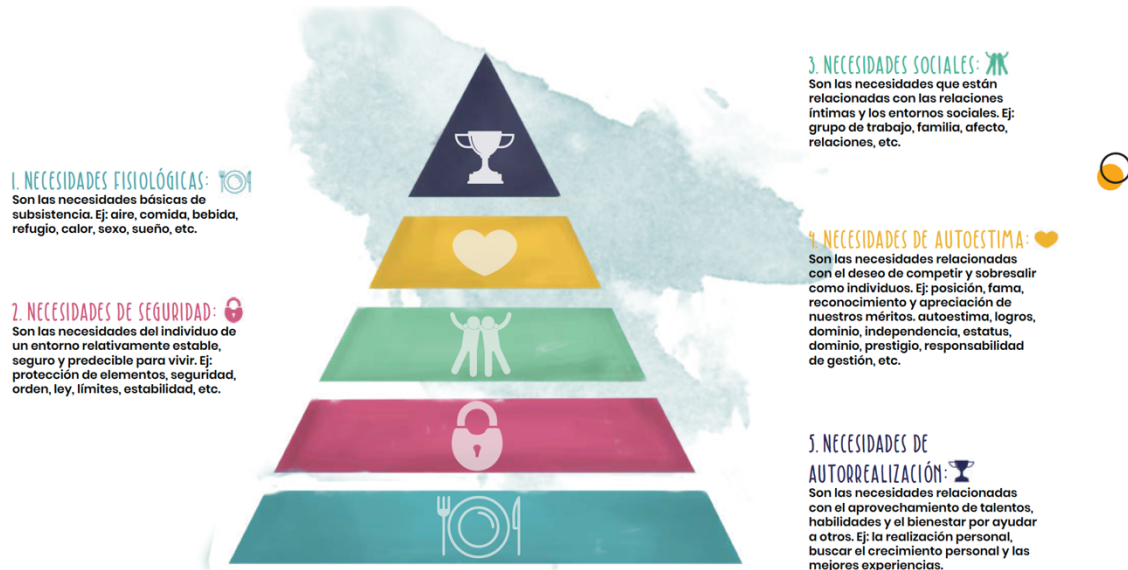 1. NECESIDADES FISIOLÓGICAS:
Son las necesidades básicas de
subsistencia. Ej: aire, comida, bebida,
refugio, calor, sexo, sueño, etc.
2. NECESIDADES DE SEGURIDAD:
Son las necesidades del individuo de
un entorno relativamente estable,
seguro y predecible para vivir. Ej:
protección de elementos, seguridad,
orden, ley, límites, estabilidad, etc.
3. NECESIDADES SOCIALES:
Son las necesidades que están
relacionadas con las relaciones
íntimas y los entornos sociales. Ej:
grupo de trabajo, familia, afecto,
relaciones, etc.
4. NECESIDADES DE AUTOESTIMA:
Son las necesidades relacionadas
con el deseo de competir y sobresalir
como individuos. Ej: posición, fama,
reconocimiento y apreciación de
nuestros méritos. autoestima, logros,
dominio, independencia, estatus,
dominio, prestigio, responsabilidad
de gestión, etc.
5. NECESIDADES DE
AUTORREALIZACIÓN:
Son las necesidades relacionadas
con el aprovechamiento de talentos,
habilidades y el bienestar por ayudar
a otros. Ej: la realización personal,
buscar el crecimiento personal y las
mejores experiencias.